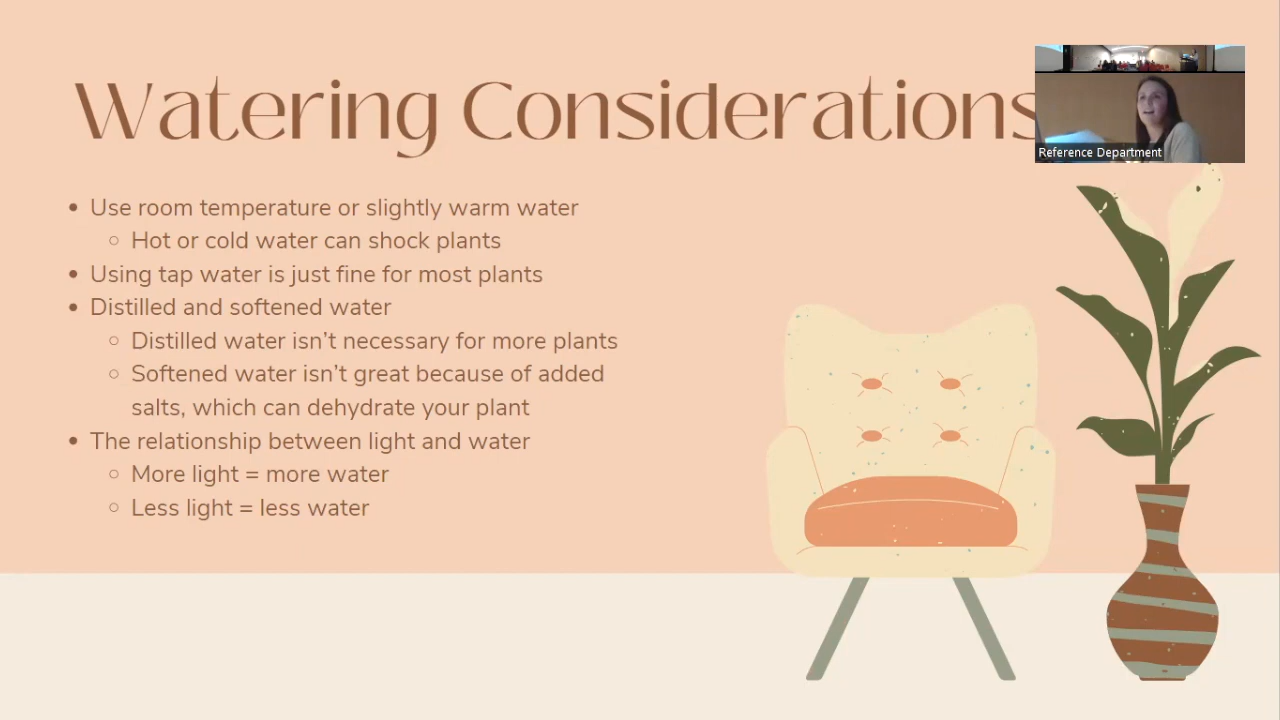 Watering Considerations
Reference Department
• Use room temperature or slightly warm water
○ Hot or cold water can shock plants
• Using tap water is just fine for most plants
• Distilled and softened water
○ Distilled water isn't necessary for more plants
○ Softened water isn't great because of added
salts, which can dehydrate your plant
• The relationship between light and water
○ More light = more water
○ Less light = less water